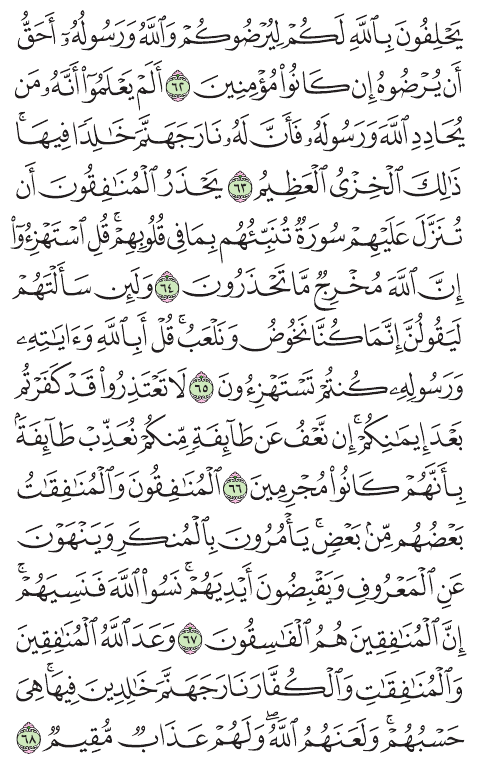 يَحْلِفُونَ بِٱللَّهِ لَكُمْ لِيُرْضُوكُمْ وَٱللَّهُ وَرَسُولُهُۥٓ أَحَقُّ
أَن يُرْضُوهُ إِن كَانُوا۟ مُؤْمِنِينَ ٦٢ أَلَمْ يَعْلَمُوٓا۟ أَنَّهُۥ مَن
يُحَادِدِ ٱللَّهَ وَرَسُولَهُۥ فَأَنَّ لَهُۥ نَارَ جَهَنَّمَ خَٰلِدًا فِيهَا ۚ
ذَٰلِكَ ٱلْخِزْىُ ٱلْعَظِيمُ ٦٣ يَحْذَرُ ٱلْمُنَٰفِقُونَ أَن
تُنَزَّلَ عَلَيْهِمْ سُورَةٌ تُنَبِّئُهُم بِمَا فِى قُلُوبِهِمْ ۚ قُلِ ٱسْتَهْزِءُوٓا۟
إِنَّ ٱللَّهَ مُخْرِجٌ مَّا تَحْذَرُونَ ٦٤ وَلَئِن سَأَلْتَهُمْ
لَيَقُولُنَّ إِنَّمَا كُنَّا نَخُوضُ وَنَلْعَبُ ۚ قُلْ أَبِٱللَّهِ وَءَايَٰتِهِۦ
وَرَسُولِهِۦ كُنتُمْ تَسْتَهْزِءُونَ ٦٥ لَا تَعْتَذِرُوا۟ قَدْ كَفَرْتُم
بَعْدَ إِيمَٰنِكُمْ ۚ إِن نَّعْفُ عَن طَآئِفَةٍ مِّنكُمْ نُعَذِّبْ طَآئِفَةًۢ
بِأَنَّهُمْ كَانُوا۟ مُجْرِمِينَ ٦٦ ٱلْمُنَٰفِقُونَ وَٱلْمُنَٰفِقَٰتُ
بَعْضُهُم مِّنۢ بَعْضٍ ۚ يَأْمُرُونَ بِٱلْمُنكَرِ وَيَنْهَوْنَ
عَنِ ٱلْمَعْرُوفِ وَيَقْبِضُونَ أَيْدِيَهُمْ ۚ نَسُوا۟ ٱللَّهَ فَنَسِيَهُمْ ۗ
إِنَّ ٱلْمُنَٰفِقِينَ هُمُ ٱلْفَٰسِقُونَ ٦٧ وَعَدَ ٱللَّهُ ٱلْمُنَٰفِقِينَ
وَٱلْمُنَٰفِقَٰتِ وَٱلْكُفَّارَ نَارَ جَهَنَّمَ خَٰلِدِينَ فِيهَا ۚ هِىَ
حَسْبُهُمْ ۚ وَلَعَنَهُمُ ٱللَّهُ ۖ وَلَهُمْ عَذَابٌ مُّقِيمٌ ٦٨